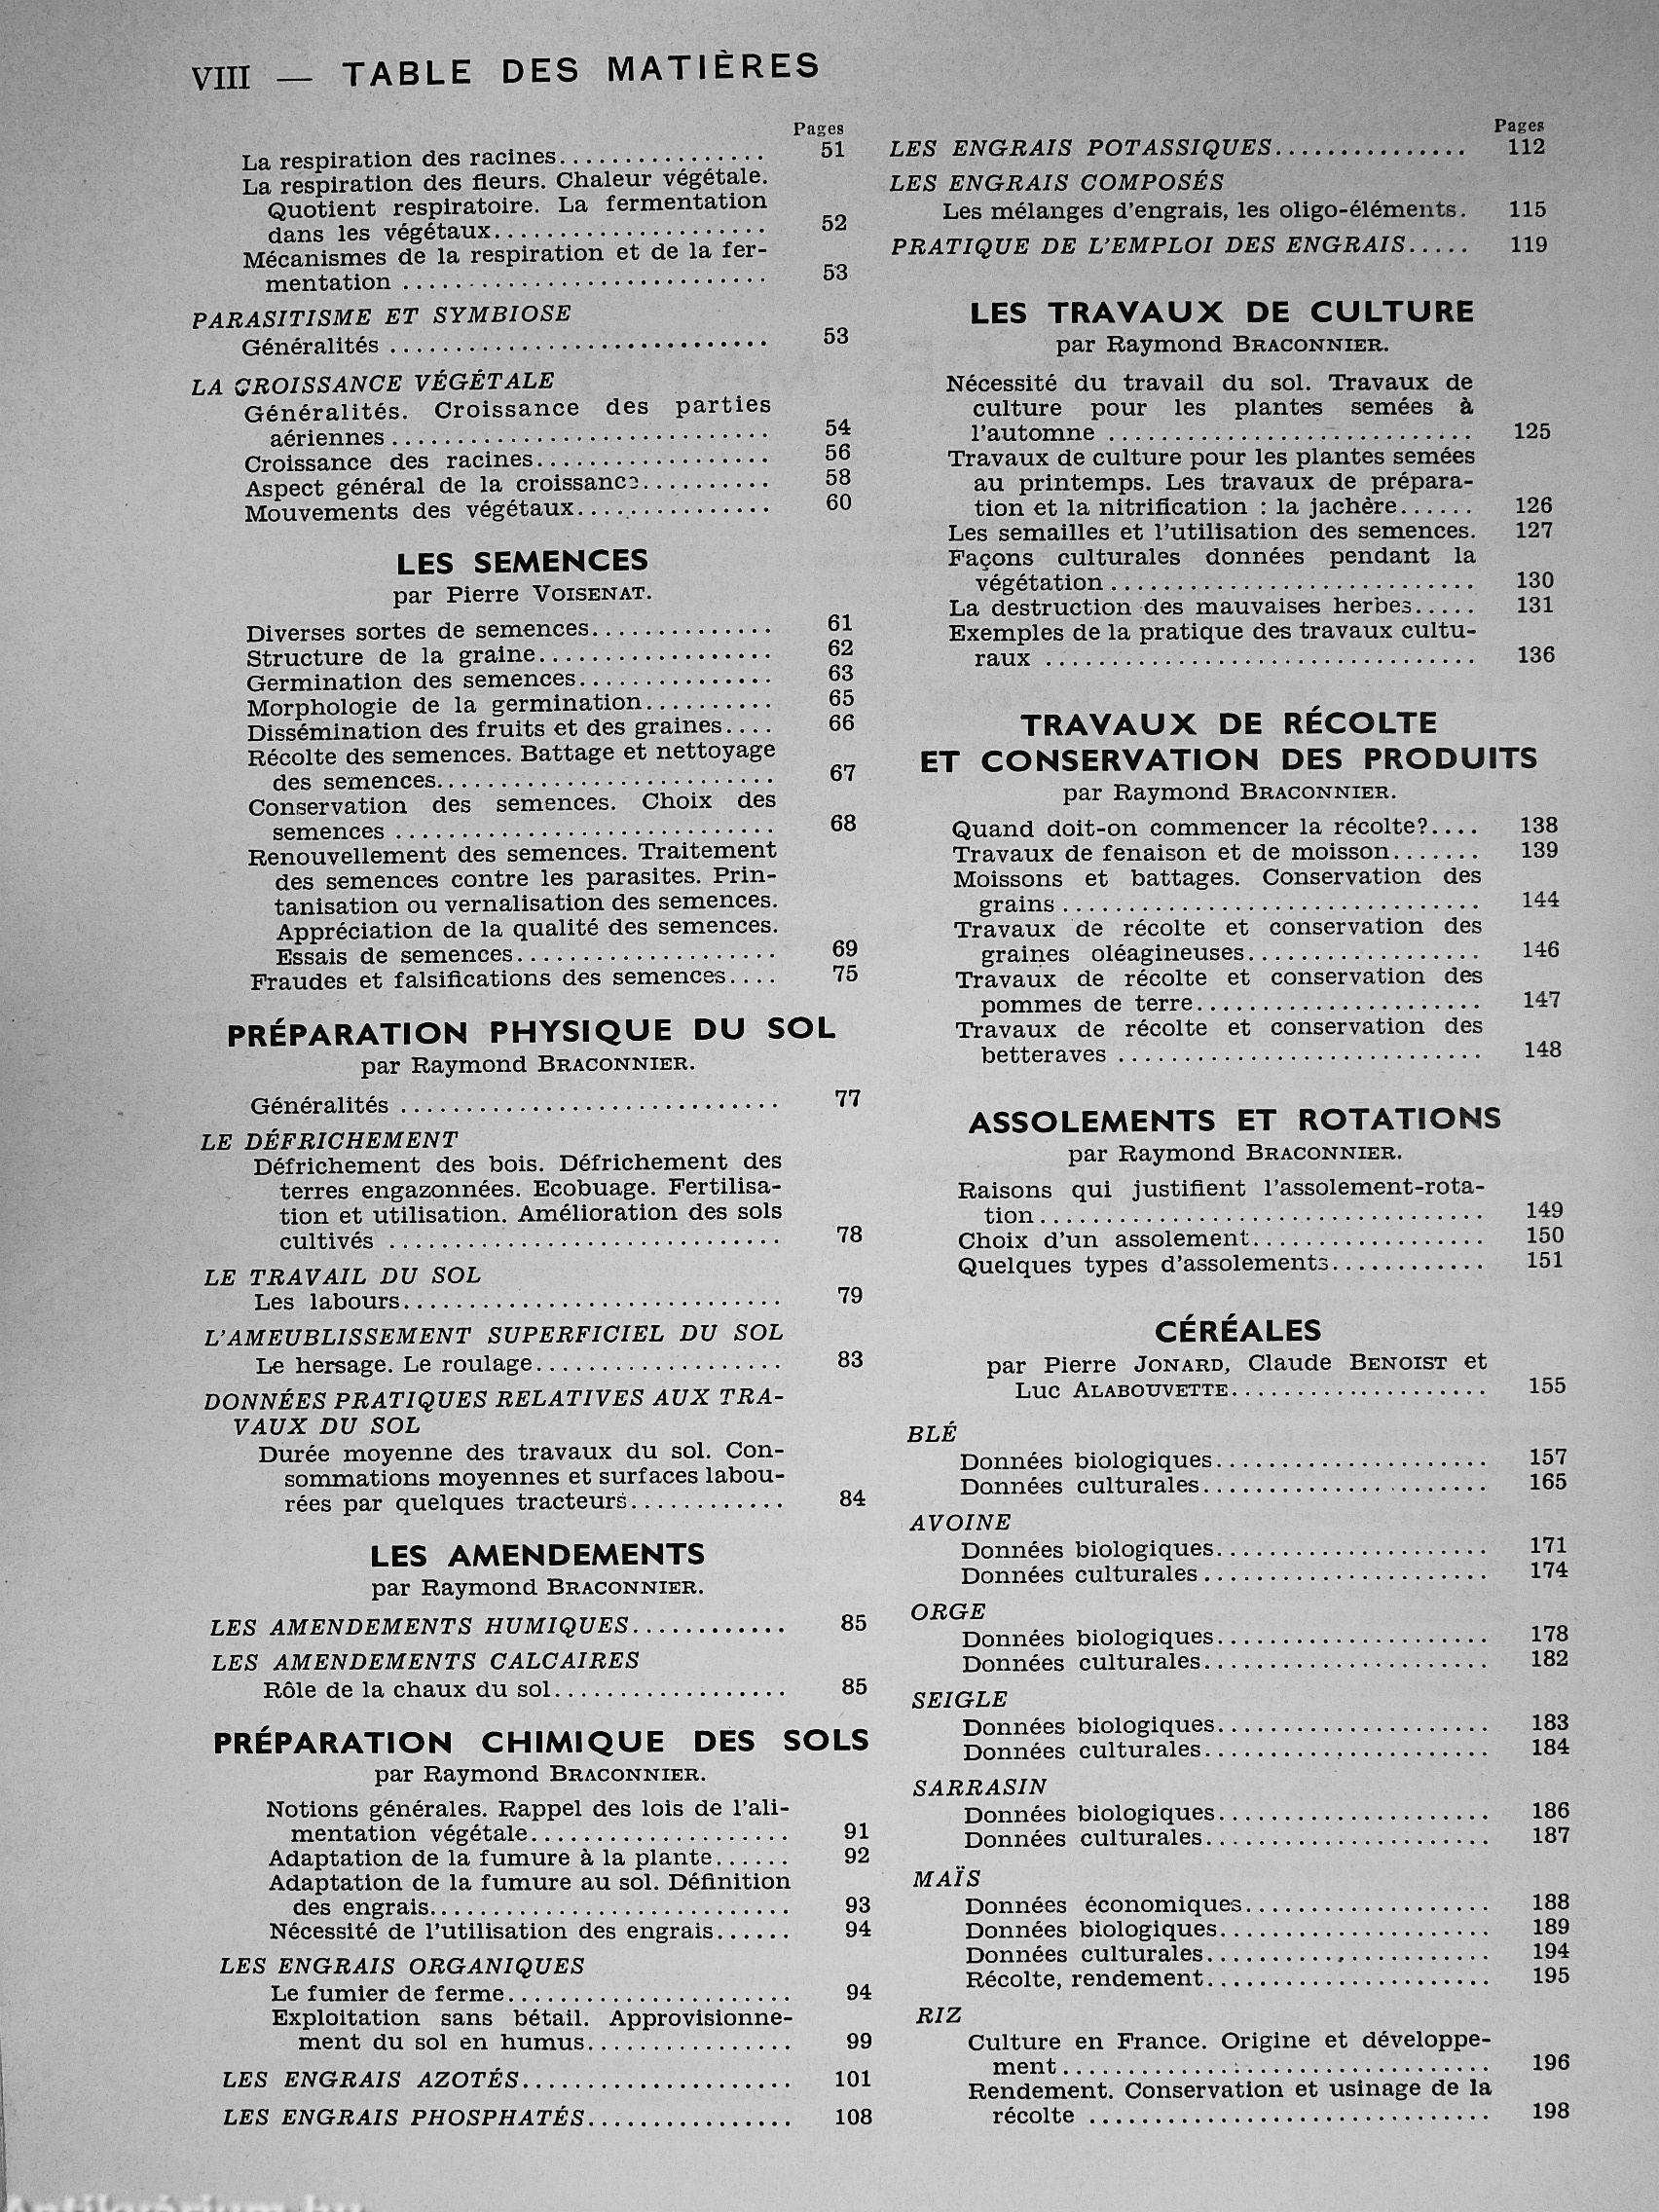 VIII — TABLE DES MATIÈRES
Pages
La respiration des racines................ 51
La respiration des fleurs. Chaleur végétale.
Quotient respiratoire. La fermentation
dans les végétaux..................... 52
Mécanismes de la respiration et de la fer-
mentation ............................ 53
PARASITISME ET SYMBIOSE
Généralités ............................. 53
LA CROISSANCE VÉGÉTALE
Généralités. Croissance des parties
aériennes ............................. 54
Croissance des racines.................. 56
Aspect général de la croissance.......... 58
Mouvements des végétaux............... 60
LES SEMENCES
par Pierre VOISENAT.
Diverses sortes de semences.............. 61
Structure de la graine.................. 62
Germination des semences............... 63
Morphologie de la germination.......... 65
Dissémination des fruits et des graines.... 66
Récolte des semences. Battage et nettoyage
des semences.......................... 67
Conservation des semences. Choix des
semences ............................. 68
Renouvellement des semences. Traitement
des semences contre les parasites. Prin-
tanisation ou vernalisation des semences.
Appréciation de la qualité des semences.
Essais de semences.................... 69
Fraudes et falsifications des semences.... 75
PRÉPARATION PHYSIQUE DU SOL
par Raymond BRACONNIER.
Généralités ............................. 77
LE DÉFRICHEMENT
Défrichement des bois. Défrichement des
terres engazonnées. Ecobuage. Fertilisa-
tion et utilisation. Amélioration des sols
cultivés .............................. 78
LE TRAVAIL DU SOL
Les labours............................. 79
L'AMEUBLISSEMENT SUPERFICIEL DU SOL
Le hersage. Le roulage................... 83
DONNÉES PRATIQUES RELATIVES AUX TRA-
VAUX DU SOL
Durée moyenne des travaux du sol. Con-
sommations moyennes et surfaces labou-
rées par quelques tracteurs............ 84
LES AMENDEMENTS
par Raymond BRACONNIER.
LES AMENDEMENTS HUMIQUES............ 85
LES AMENDEMENTS CALCAIRES
Rôle de la chaux du sol.................. 85
PRÉPARATION CHIMIQUE DES SOLS
par Raymond BRACONNIER.
Notions générales. Rappel des lois de l'ali-
mentation végétale.................... 91
Adaptation de la fumure à la plante...... 92
Adaptation de la fumure au sol. Définition
des engrais............................ 93
Nécessité de l'utilisation des engrais...... 94
LES ENGRAIS ORGANIQUES
Le fumier de ferme...................... 94
Exploitation sans bétail. Approvisionne-
ment du sol en humus................ 99
LES ENGRAIS AZOTÉS..................... 101
LES ENGRAIS PHOSPHATÉS................ 108
Pages
LES ENGRAIS POTASSIQUES............... 112
LES ENGRAIS COMPOSÉS
Les mélanges d'engrais, les oligo-éléments. 115
PRATIQUE DE L'EMPLOI DES ENGRAIS..... 119
LES TRAVAUX DE CULTURE
par Raymond BRACONNIER.
Nécessité du travail du sol. Travaux de
culture pour les plantes semées à
l'automne ............................ 125
Travaux de culture pour les plantes semées
au printemps. Les travaux de prépara-
tion et la nitrification : la jachère...... 126
Les semailles et l'utilisation des semences. 127
Façons culturales données pendant la
végétation ............................ 130
La destruction des mauvaises herbes..... 131
Exemples de la pratique des travaux cultu-
raux ................................. 136
TRAVAUX DE RÉCOLTE
ET CONSERVATION DES PRODUITS
par Raymond BRACONNIER.
Quand doit-on commencer la récolte?.... 138
Travaux de fenaison et de moisson....... 139
Moissons et battages. Conservation des
grains ................................ 144
Travaux de récolte et conservation des
graines oléagineuses.................. 146
Travaux de récolte et conservation des
pommes de terre...................... 147
Travaux de récolte et conservation des
betteraves ............................ 148
ASSOLEMENTS ET ROTATIONS
par Raymond BRACONNIER.
Raisons qui justifient l'assolement-rota-
tion.................................. 149
Choix d'un assolement.................. 150
Quelques types d'assolements............ 151
CÉRÉALES
par Pierre JONARD, Claude BENOIST et
Luc ALABOUVETTE.................... 155
BLÉ
Données biologiques..................... 157
Données culturales...................... 165
AVOINE
Données biologiques..................... 171
Données culturales...................... 174
ORGE
Données biologiques..................... 178
Données culturales...................... 182
SEIGLE
Données biologiques..................... 183
Données culturales...................... 184
SARRASIN
Données biologiques..................... 186
Données culturales...................... 187
MAÏS
Données économiques................... 188
Données biologiques..................... 189
Données culturales...................... 194
Récolte, rendement...................... 195
RIZ
Culture en France. Origine et développe-
ment................................. 196
Rendement. Conservation et usinage de la
récolte ............................... 198